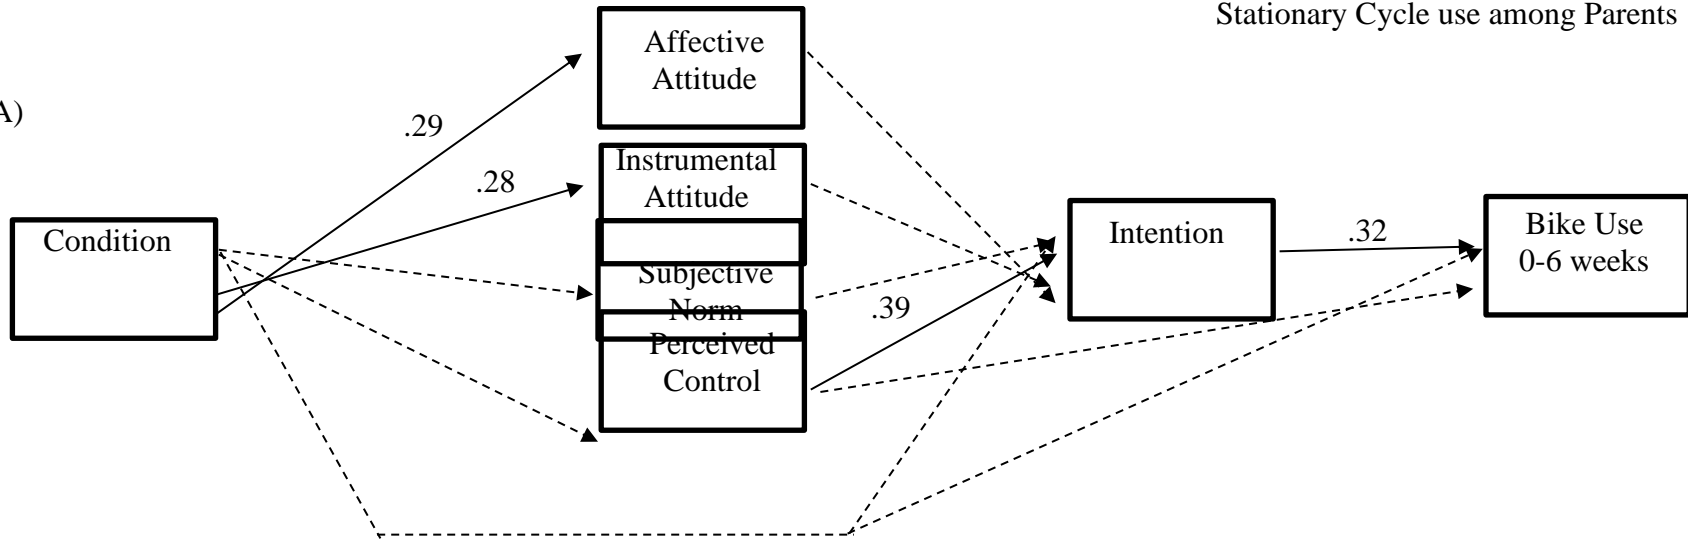 Stationary Cycle use among Parents
A)
Affective
Attitude
.29
Instrumental
Attitude
.28
Condition
Subjective
Norm
Perceived
Control
.39
Intention
.32
Bike Use
0-6 weeks